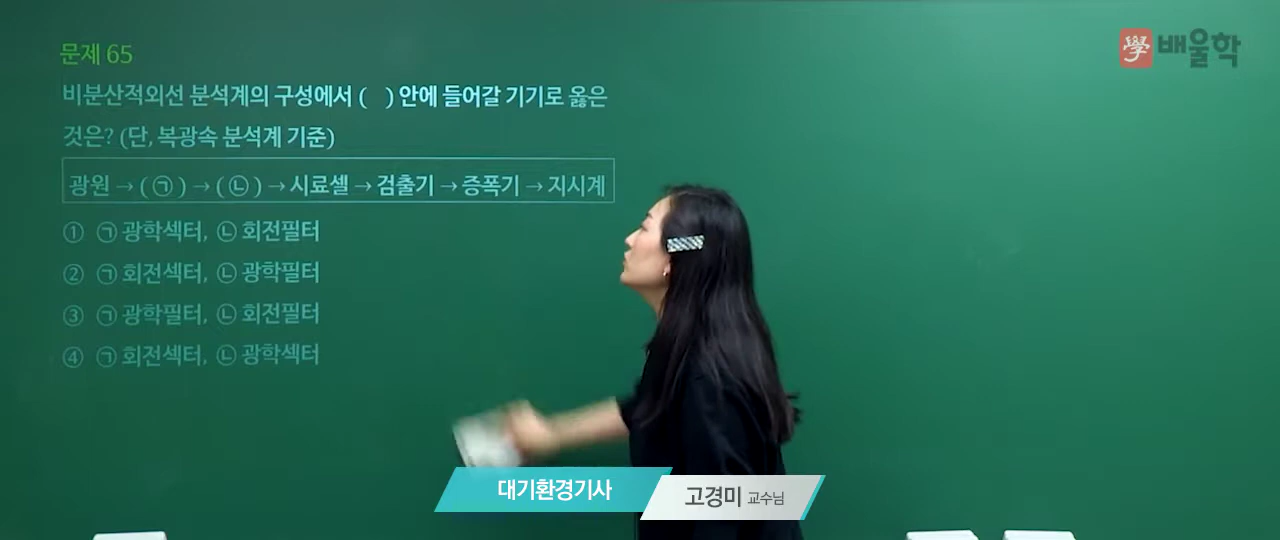 문제 65
비분산적외선 분석계의 구성에서 (   ) 안에 들어갈 기기로 옳은
것은? (단, 복광속 분석계 기준)
광원 → ( ㉠ ) → ( ㉡ ) → 시료셀 → 검출기 → 증폭기 → 지시계
① ㉠ 광학섹터, ㉡ 회전필터
② ㉠ 회전섹터, ㉡ 광학필터
③ ㉠ 광학필터, ㉡ 회전필터
④ ㉠ 회전섹터, ㉡ 광학섹터
學 배울학
대기환경기사
고경미 교수님